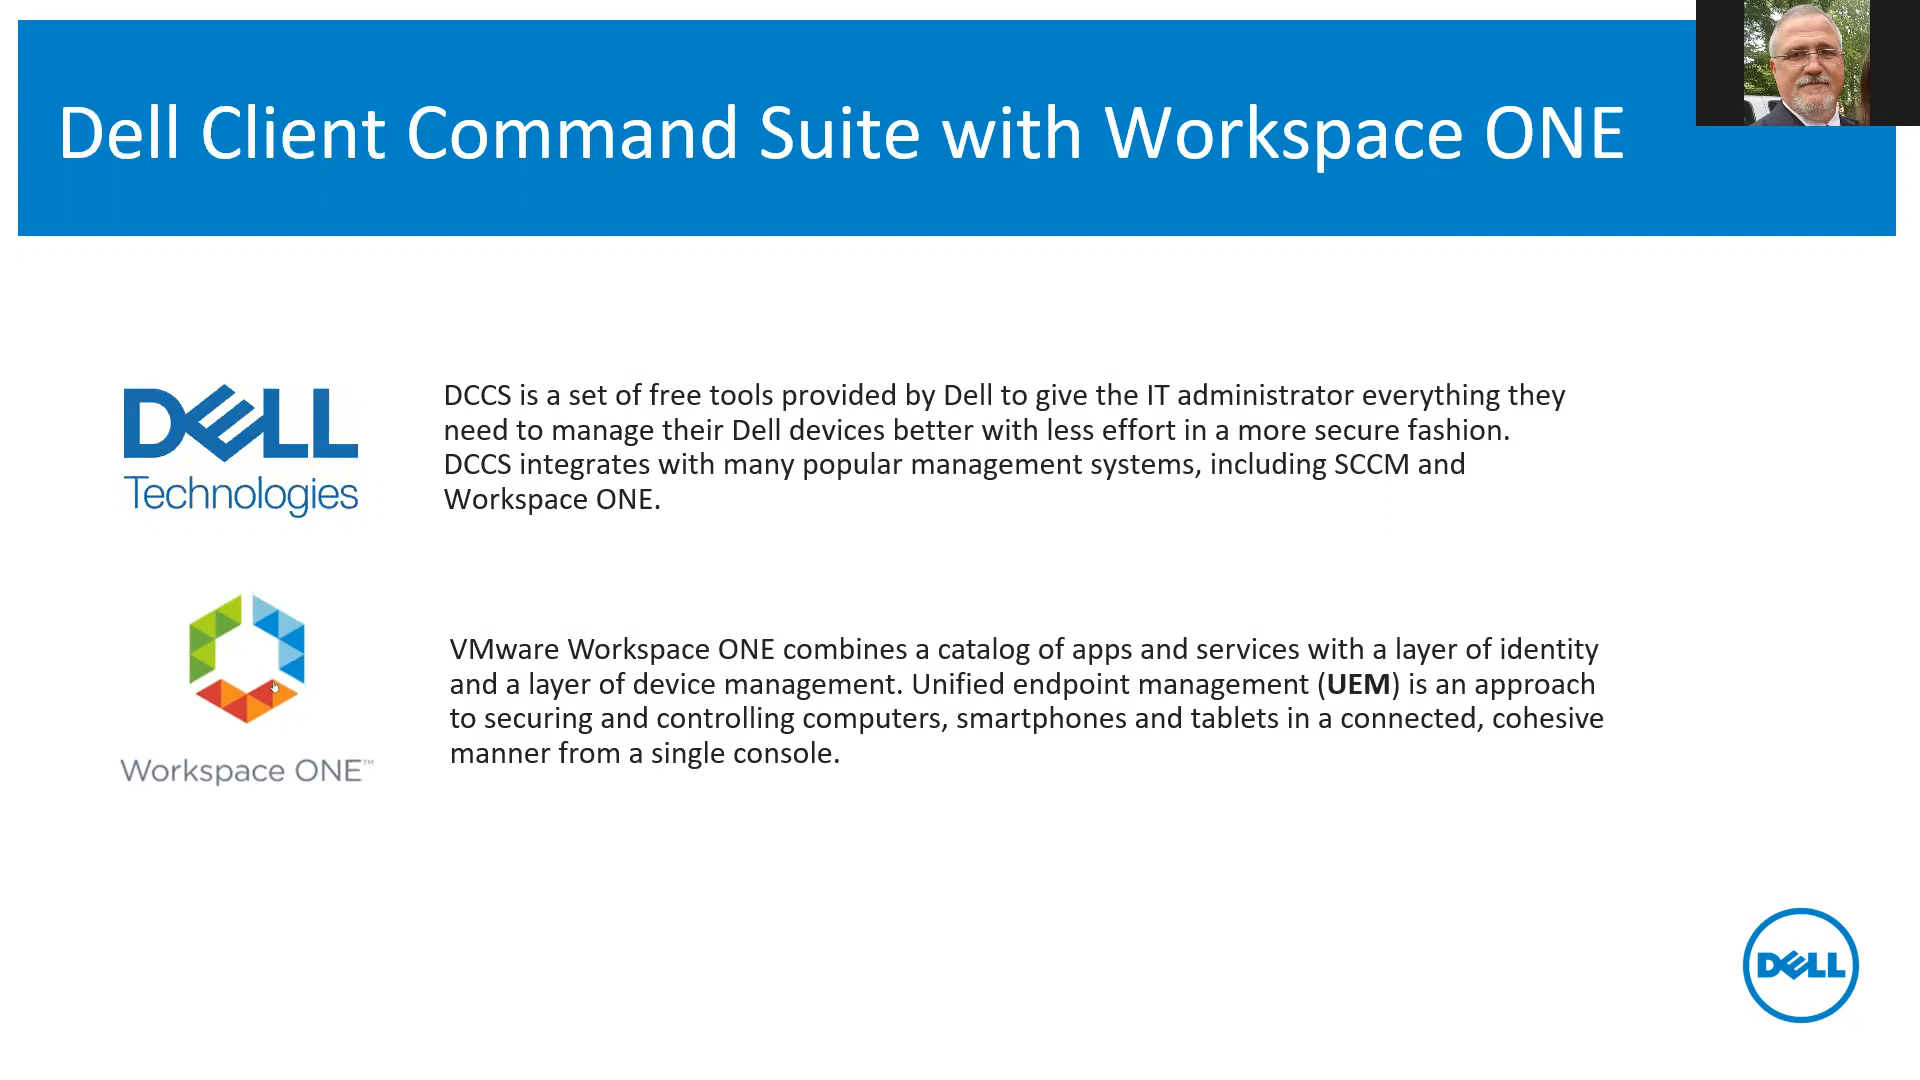 Dell Client Command Suite with Workspace ONE
DELL
Technologies
DCCS is a set of free tools provided by Dell to give the IT administrator everything they
need to manage their Dell devices better with less effort in a more secure fashion.
DCCS integrates with many popular management systems, including SCCM and
Workspace ONE.
Workspace ONE™
VMware Workspace ONE combines a catalog of apps and services with a layer of identity
and a layer of device management. Unified endpoint management (UEM) is an approach
to securing and controlling computers, smartphones and tablets in a connected, cohesive
manner from a single console.
DELL